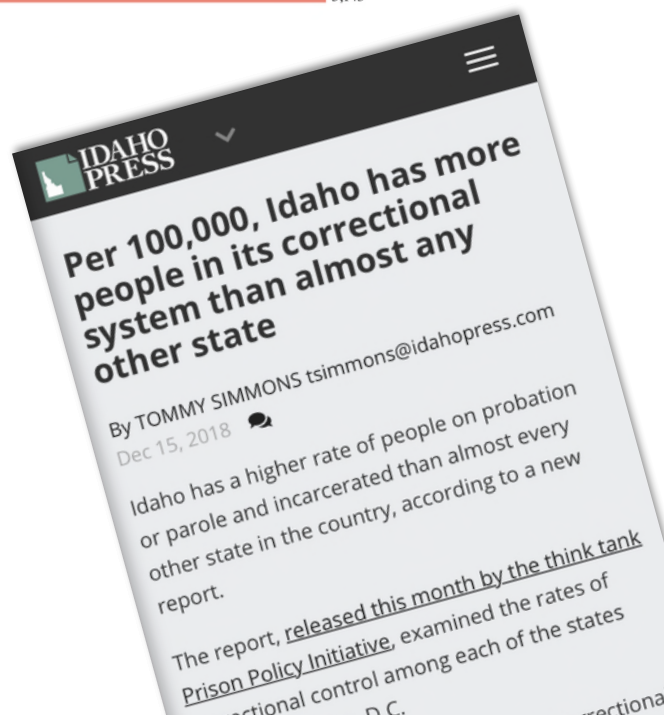 IDAHO
PRESS
Per 100,000, Idaho has more
people in its correctional
system than almost any
other state
By TOMMY SIMMONS tsimmons@idahopress.com
Dec 15, 2018
Idaho has a higher rate of people on probation
or parole and incarcerated than almost every
other state in the country, according to a new
report.
The report, released this month by the think tank
Prison Policy Initiative, examined the rates of
control among each of the states
D.C.